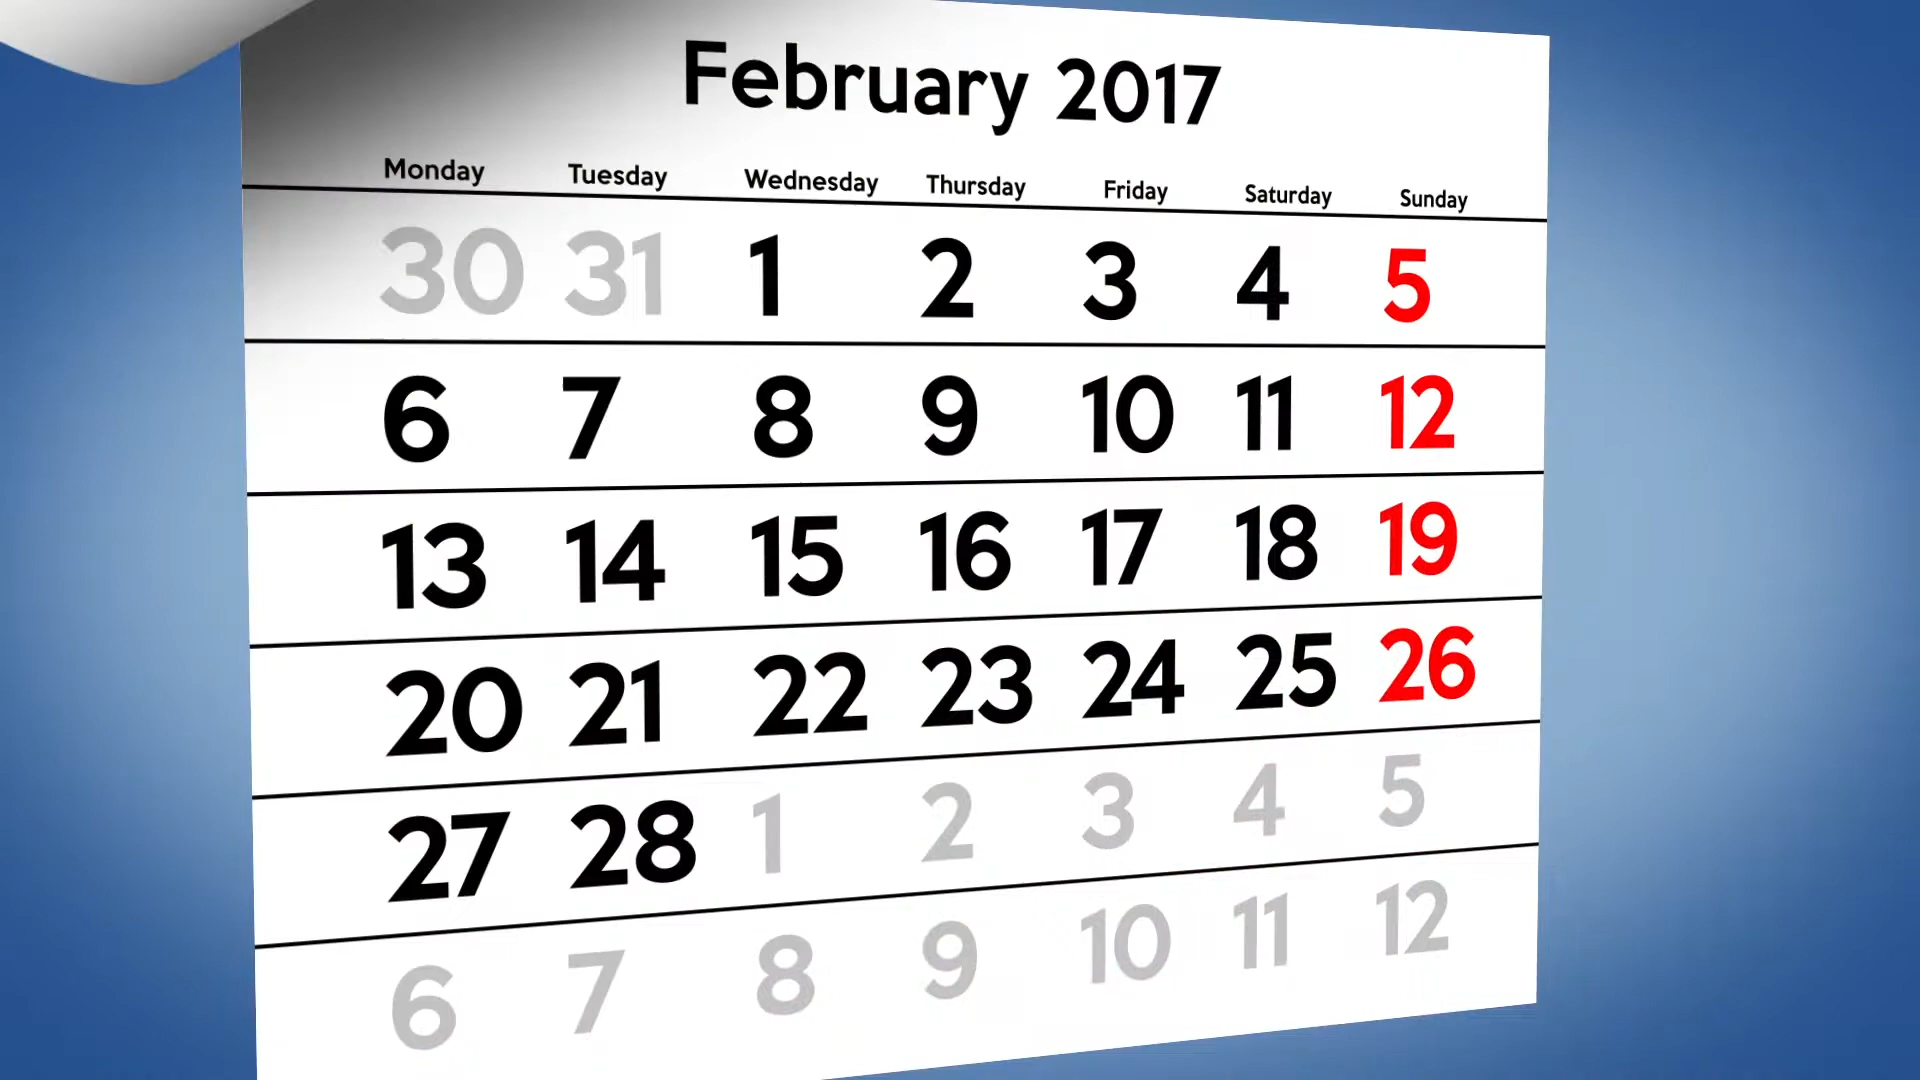 February 2017
Monday Tuesday Wednesday Thursday Friday Saturday Sunday
30 31 1 2 3 4 5
6 7 8 9 10 11 12
13 14 15 16 17 18 19
20 21 22 23 24 25 26
27 28 1 2 3 4 5
6 7 8 9 10 11 12